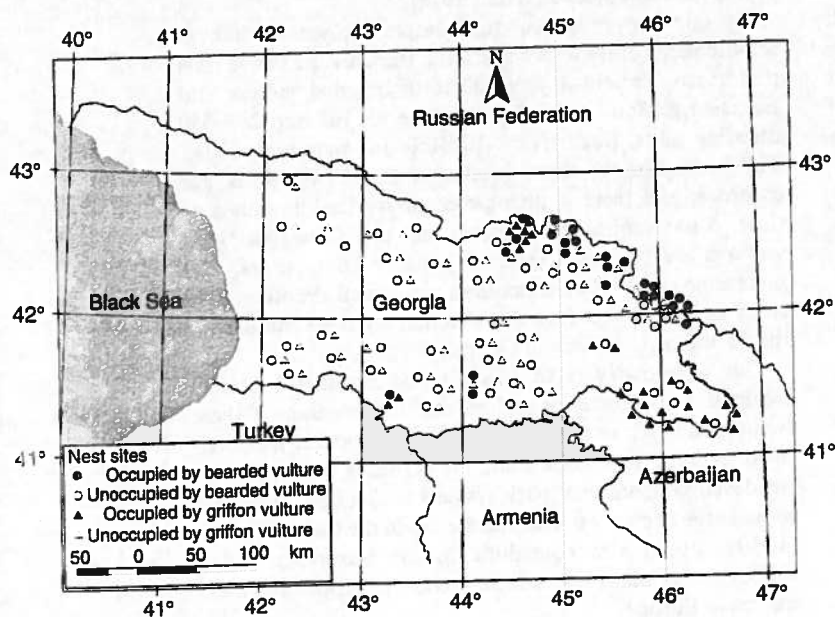 40° 41° 42° 43° 44° 45° 46° 47°
N
Russian Federation
43° 43°
Black Sea Georgia
42° 42°
Turkey
41° 41°
Azerbaijan
Armenia
Nest sites
Occupied by bearded vulture
Unoccupied by bearded vulture
Occupied by griffon vulture
Unoccupied by griffon vulture
50 0 50 100 km
41° 42° 43° 44° 45° 46° 47°